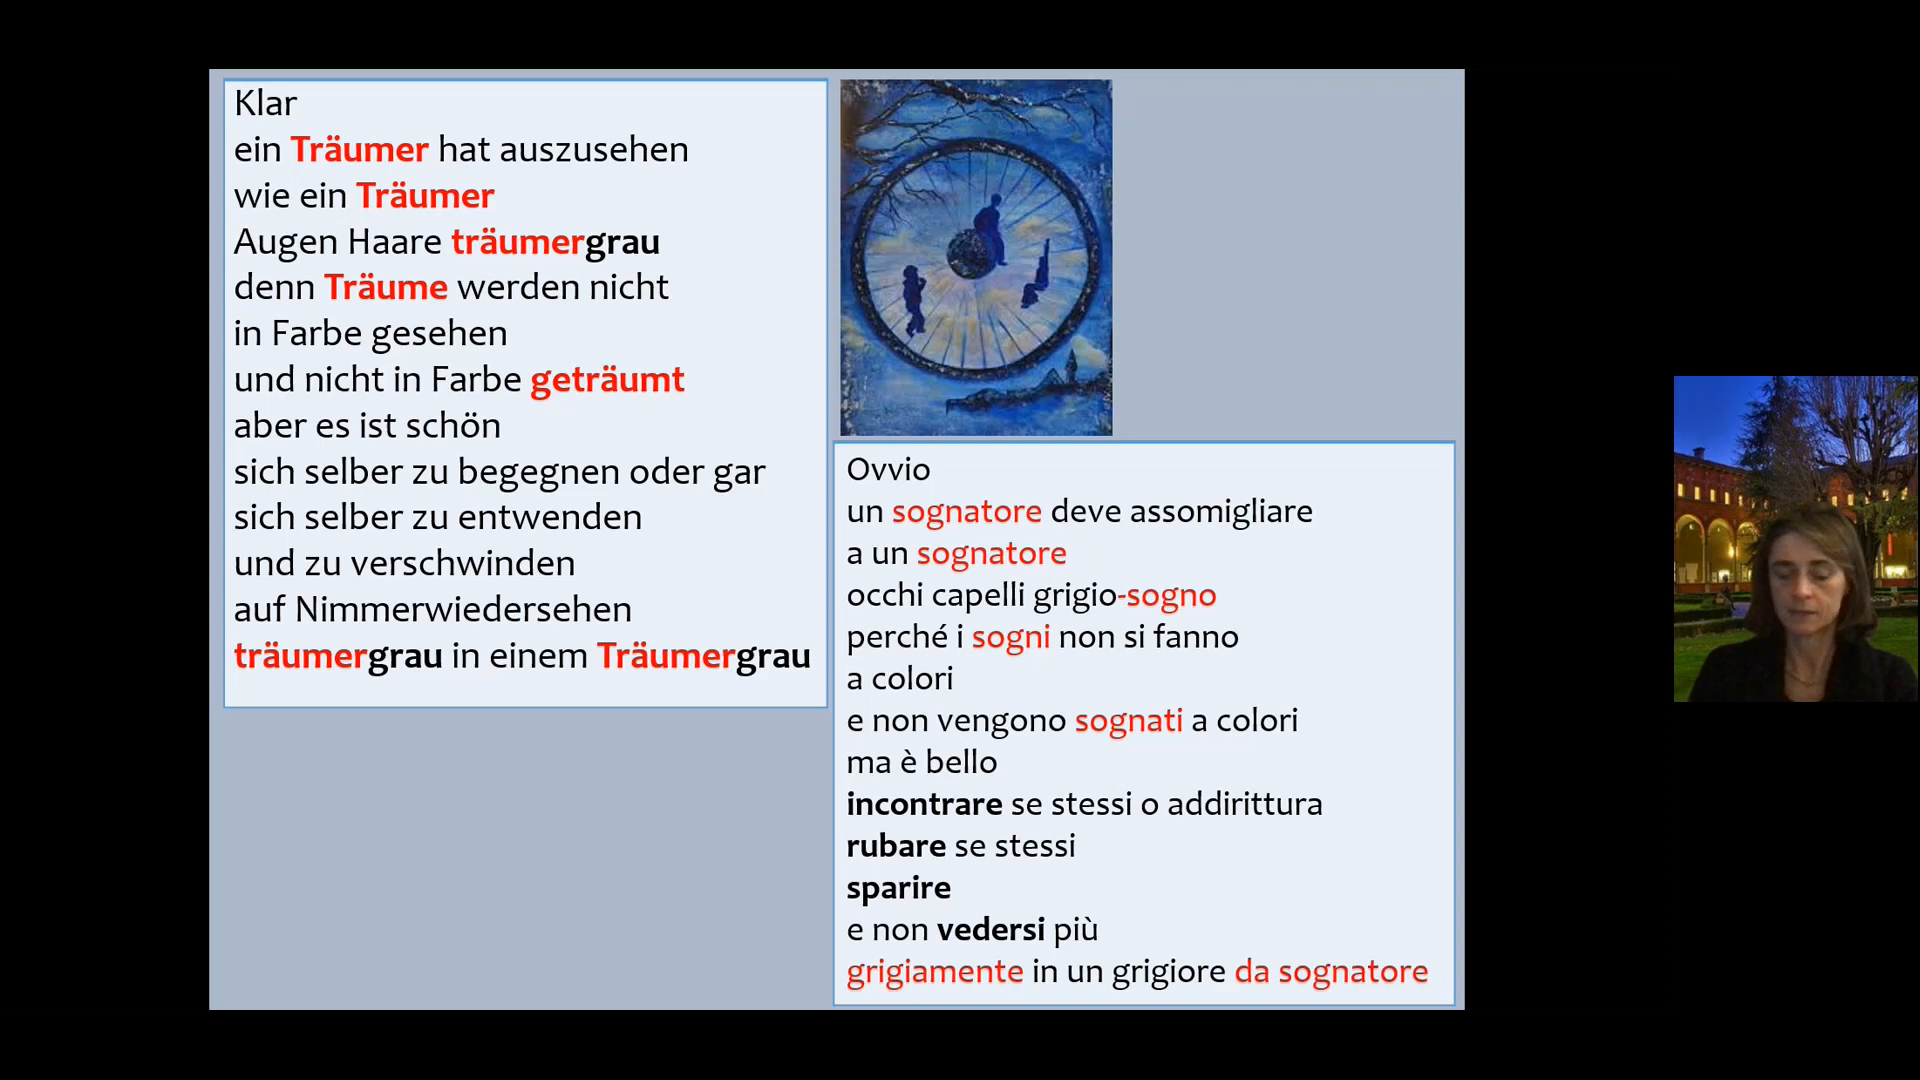 Klar
ein Träumer hat auszusehen
wie ein Träumer
Augen Haare träumergrau
denn Träume werden nicht
in Farbe gesehen
und nicht in Farbe geträumt
aber es ist schön
sich selber zu begegnen oder gar
sich selber zu entwenden
und zu verschwinden
auf Nimmerwiedersehen
träumergrau in einem Träumergrau
Ovvio
un sognatore deve assomigliare
a un sognatore
occhi capelli grigio-sogno
perché i sogni non si fanno
a colori
e non vengono sognati a colori
ma è bello
incontrare se stessi o addirittura
rubare se stessi
sparire
e non vedersi più
grigiamente in un grigiore da sognatore